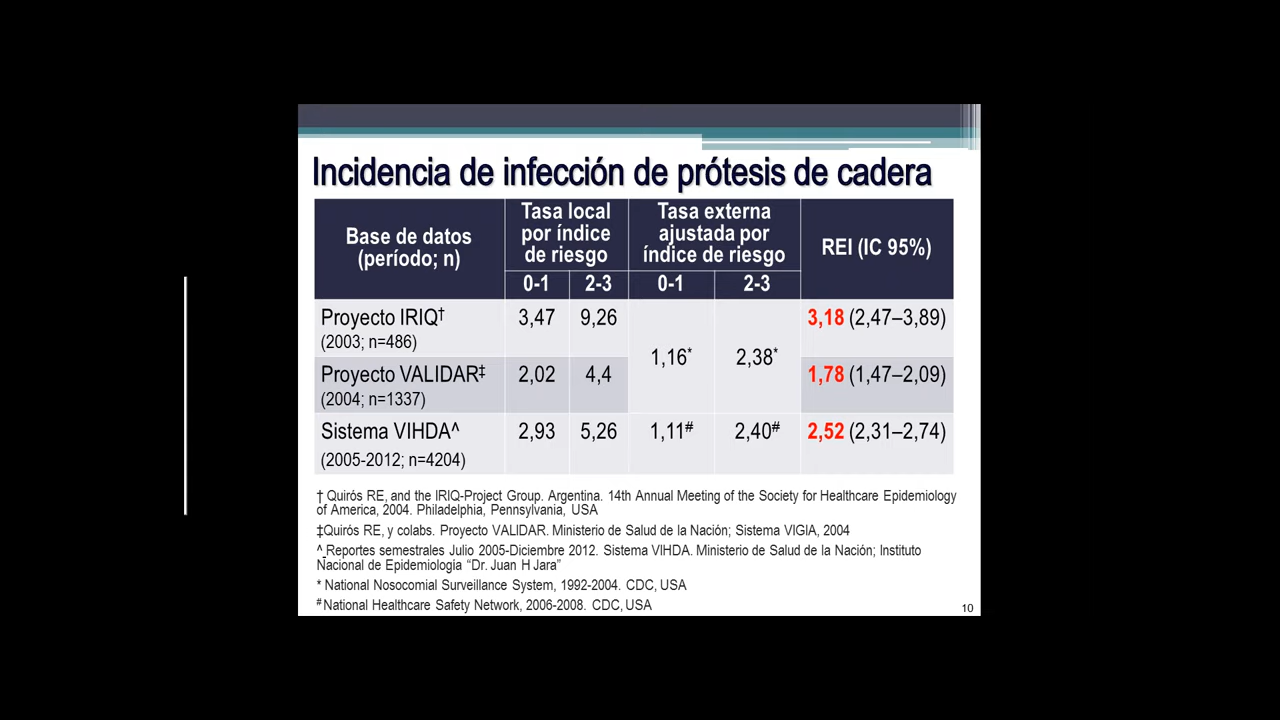 Incidencia de infección de prótesis de cadera
Base de datos
(período; n)
Tasa local
por índice
de riesgo
Tasa externa
ajustada por
índice de riesgo
REI (IC 95%)
0-1 2-3 0-1 2-3
Proyecto IRIQ†
(2003; n=486)
3,47 9,26 1,16* 2,38* 3,18 (2,47–3,89)
Proyecto VALIDAR‡
(2004; n=1337)
2,02 4,4 1,78 (1,47–2,09)
Sistema VIHDA^
(2005-2012; n=4204)
2,93 5,26 1,11# 2,40# 2,52 (2,31–2,74)
† Quirós RE, and the IRIQ-Project Group. Argentina. 14th Annual Meeting of the Society for Healthcare Epidemiology
of America, 2004. Philadelphia, Pennsylvania, USA
‡Quirós RE, y colabs. Proyecto VALIDAR. Ministerio de Salud de la Nación; Sistema VIGIA, 2004
^ Reportes semestrales Julio 2005-Diciembre 2012. Sistema VIHDA. Ministerio de Salud de la Nación; Instituto
Nacional de Epidemiología “Dr. Juan H Jara”
* National Nosocomial Surveillance System, 1992-2004. CDC, USA
# National Healthcare Safety Network, 2006-2008. CDC, USA
10